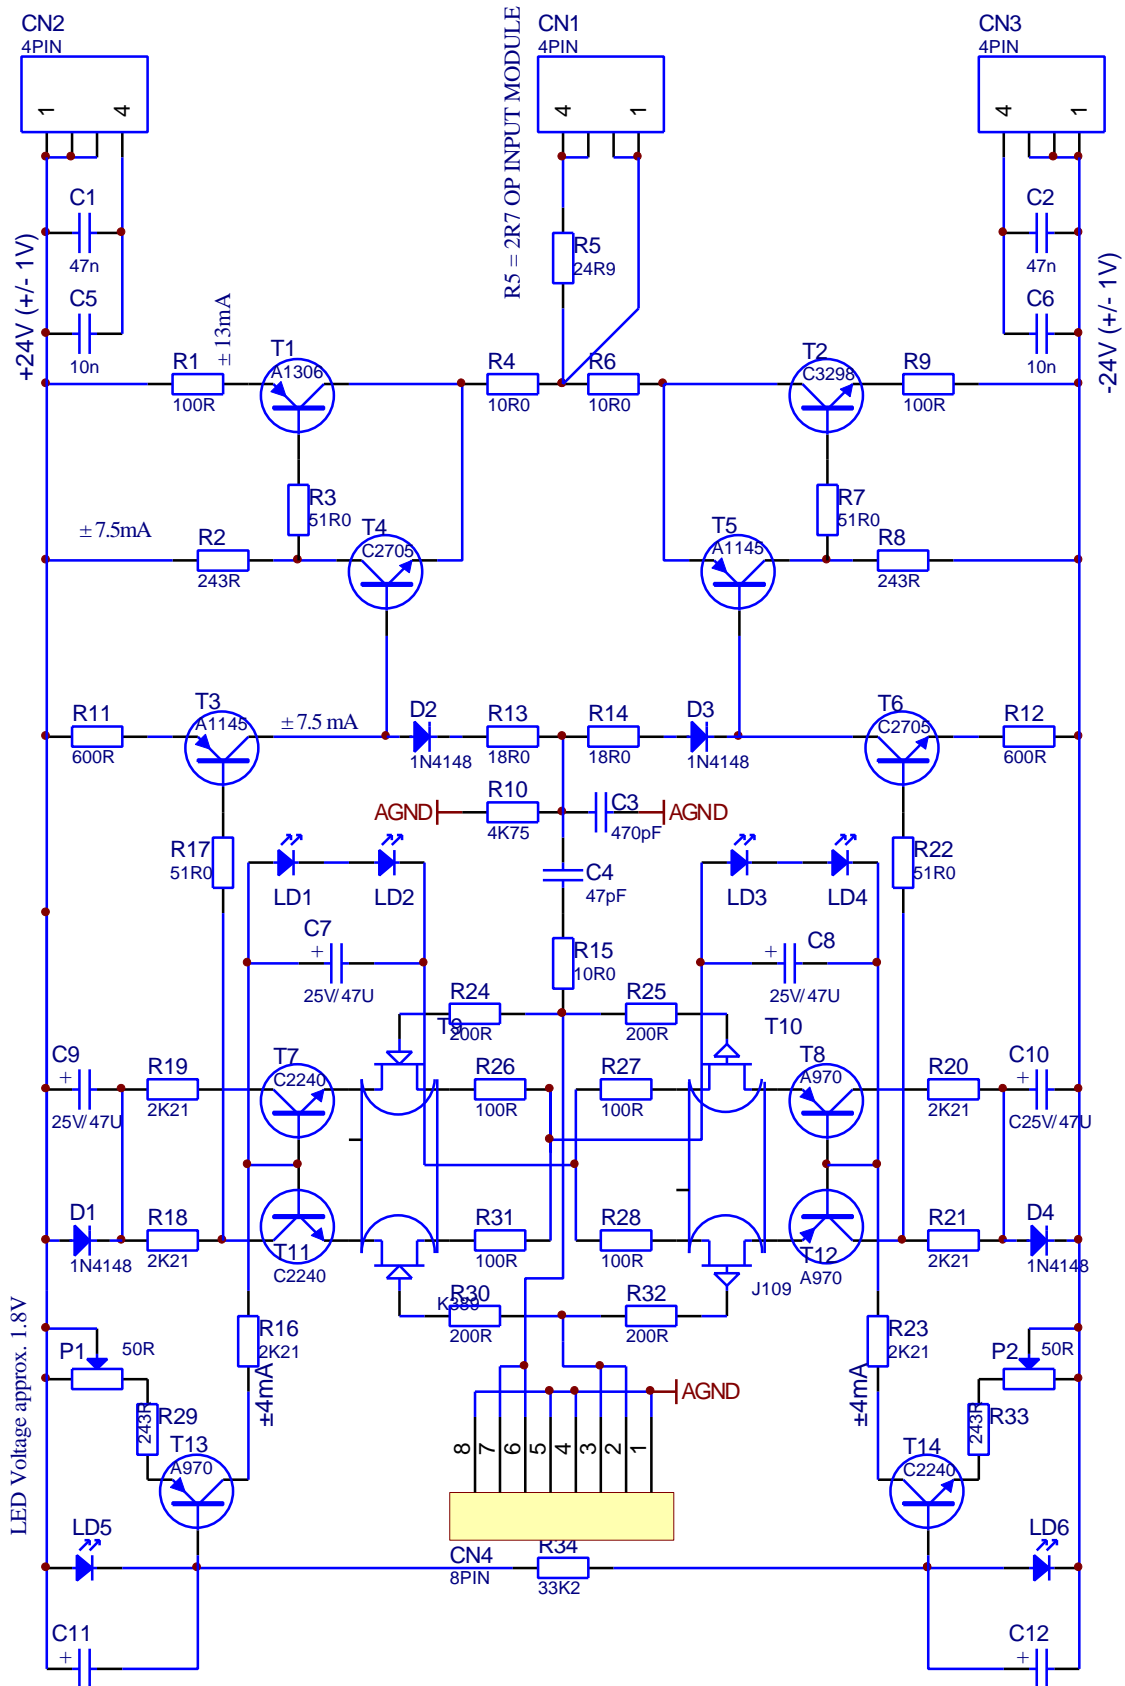 CN2
4PIN
1
4
CN1
4PIN
4
1
CN3
4PIN
4
1
R5 = 2R7 OP INPUT MODULE
C1
47n
C5
10n
+24V (+/- 1V)
R5
24R9
C2
47n
C6
10n
-24V (+/- 1V)
R1
100R
± 13mA
T1
A1306
R4
10R0
R6
10R0
T2
C3298
R9
100R
R3
51R0
R7
51R0
± 7.5mA
R2
243R
T4
C2705
T5
A1145
R8
243R
R11
600R
T3
A1145
± 7.5 mA
D2
1N4148
R13
18R0
R14
18R0
D3
1N4148
T6
C2705
R12
600R
AGND
R10
4K75
C3
470pF
AGND
R17
51R0
LD1
LD2
C4
47pF
LD3
LD4
R22
51R0
C7
+
25V/47U
R15
10R0
C8
+
25V/47U
R24
200R
T9
R25
200R
T10
C9
+
25V/47U
R19
2K21
T7
C2240
R26
100R
R27
100R
T8
A970
R20
2K21
C10
+
C25V/47U
D1
1N4148
R18
2K21
T11
C2240
R31
100R
R28
100R
T12
A970
R21
2K21
D4
1N4148
K389
R30
200R
R32
200R
J109
LED Voltage approx. 1.8V
P1
50R
R16
2K21
±4mA
R23
2K21
±4mA
P2
50R
R29
243R
R33
243R
AGND
8
7
6
5
4
3
2
1
T13
A970
T14
C2240
LD5
CN4
8PIN
R34
33K2
LD6
C11
+
C12
+